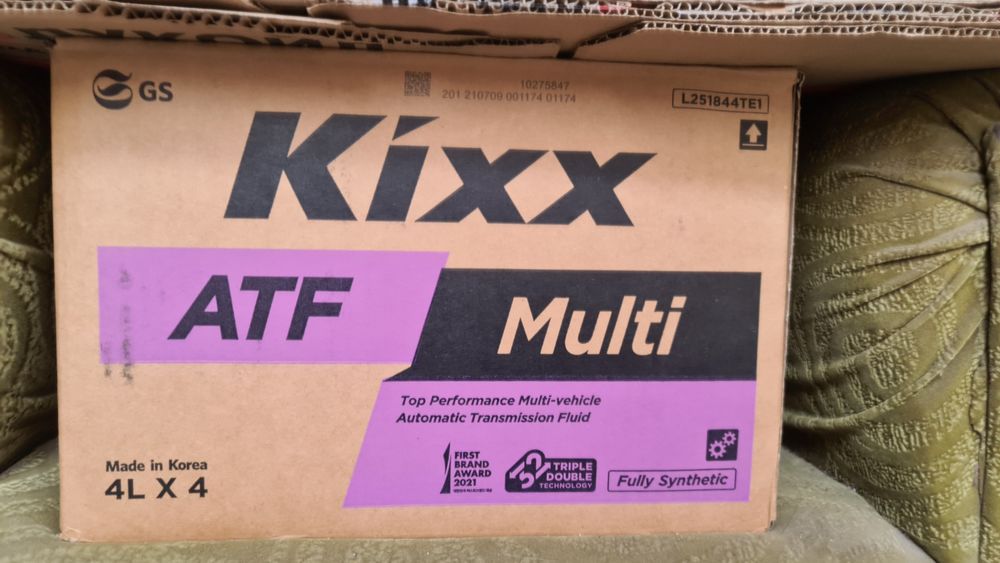 GS
10275847
201 210709 001174 01174
L251844TE1
Kixx
ATF
Multi
Top Performance Multi-vehicle
Automatic Transmission Fluid
FIRST
BRAND
AWARD
2021
TRIPLE
DOUBLE
TECHNOLOGY
Fully Synthetic
Made in Korea
4L X 4